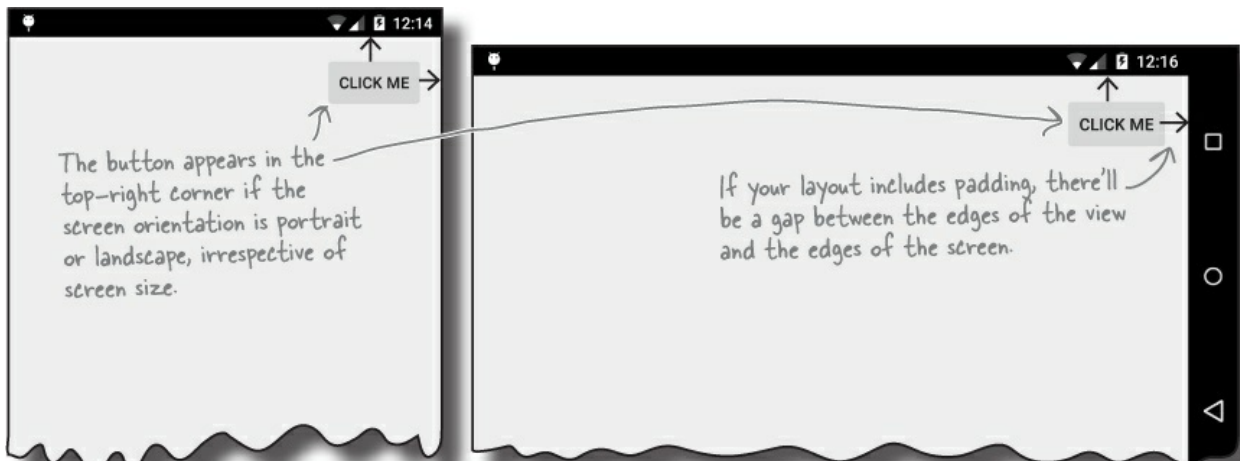 12:14
CLICK ME
The button appears in the
top-right corner if the
screen orientation is portrait
or landscape, irrespective of
screen size.
12:16
CLICK ME
If your layout includes padding, there'll
be a gap between the edges of the view
and the edges of the screen.